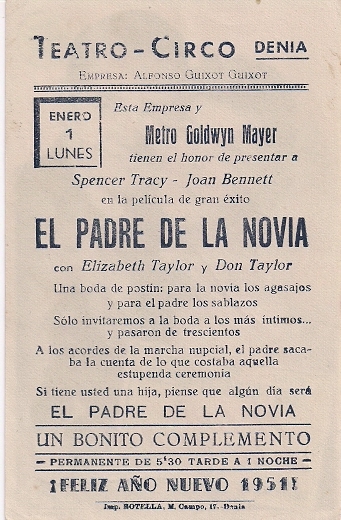 TEATRO-CIRCO DENIA
EMPRESA: ALFONSO GUIXOT GUIXOT
ENERO
1
LUNES
Esta Empresa y
Metro Goldwyn Mayer
tienen el honor de presentar a
Spencer Tracy - Joan Bennett
en la película de gran éxito
EL PADRE DE LA NOVIA
con Elizabeth Taylor y Don Taylor
Una boda de postín: para la novia los agasajos
y para el padre los sablazos
Sólo invitaremos a la boda a los más íntimos...
y pasaron de trescientos
A los acordes de la marcha nupcial, el padre saca-
ba la cuenta de lo que costaba aquella
estupenda ceremonia
Si tiene usted una hija, piense que algún día será
EL PADRE DE LA NOVIA
UN BONITO COMPLEMENTO
PERMANENTE DE 5'30 TARDE A 1 NOCHE
¡FELIZ AÑO NUEVO 1951!
Imp. BOTELLA, M. Campo, 17.-Denia